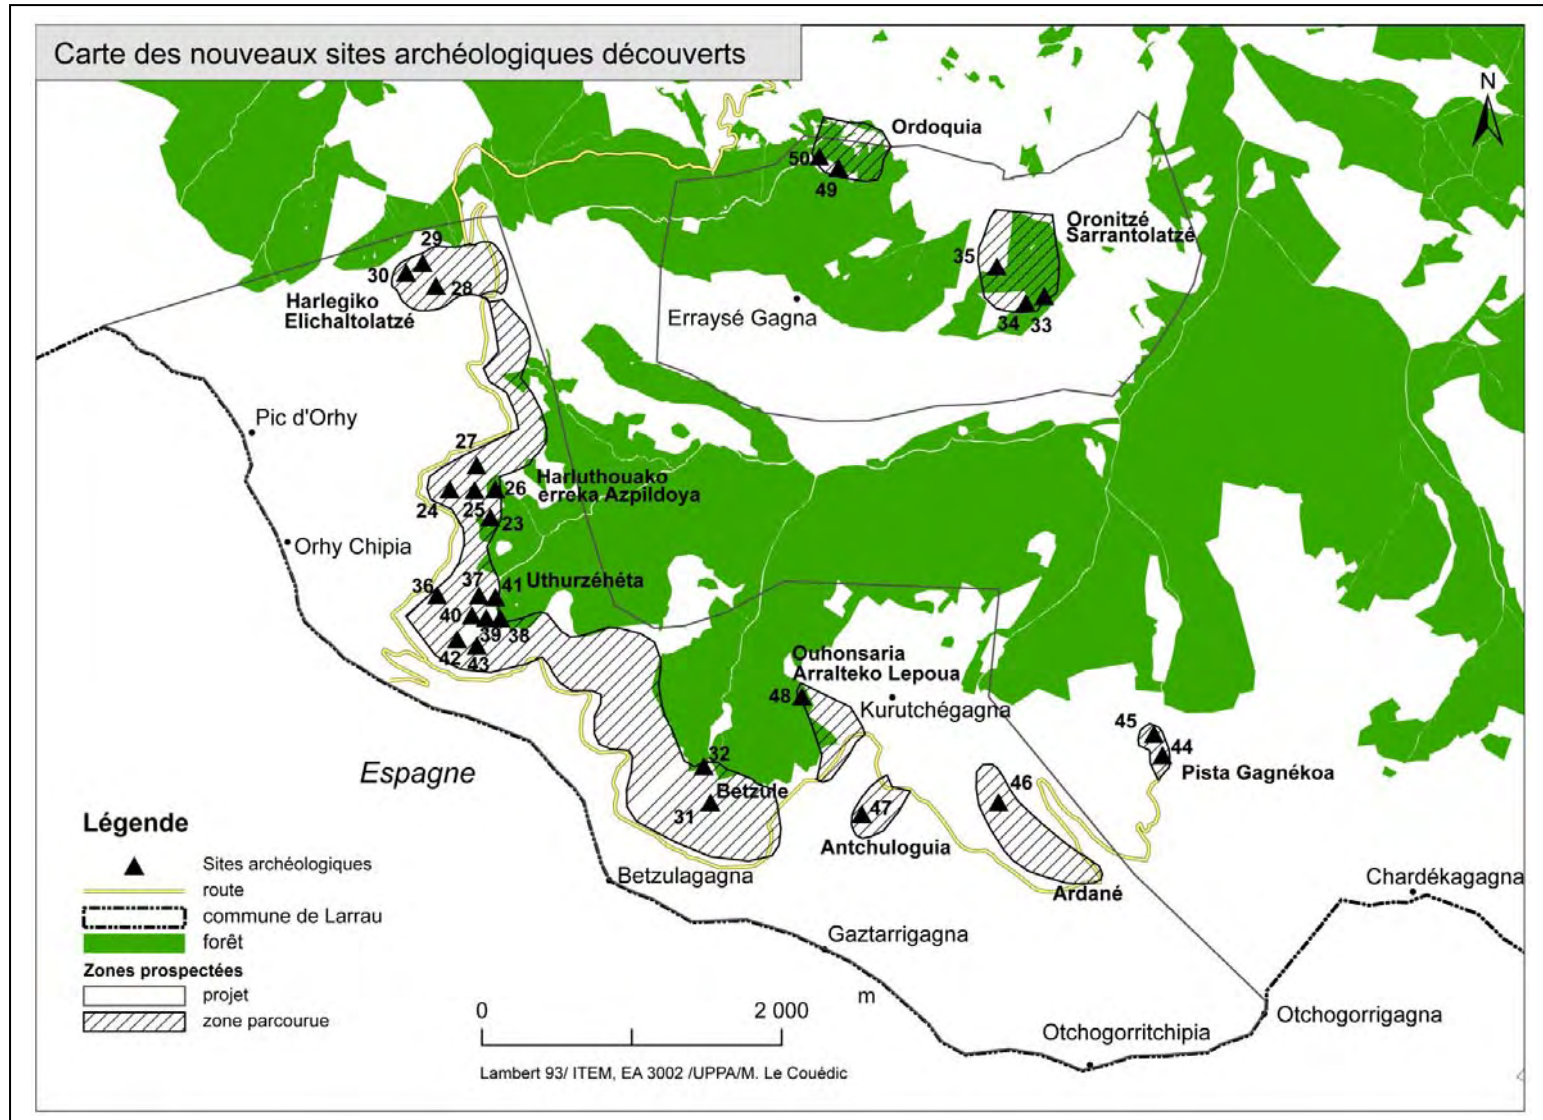 Carte des nouveaux sites archéologiques découverts
N
Ordoquia
50
49
Oronitzé
Sarrantolatzé
35
34
33
29
30
28
Harlegiko
Elichaltolatzé
Erraysé Gagna
Pic d'Orhy
27
Harluthouako
erreka Azpildoya
26
24
25
23
Orhy Chipia
36
37
41
Uthurzéhéta
40
39
38
42
43
Ouhonsaria
Arralteko Lepoua
48
Kurutchégagna
45
44
Pista Gagnékoa
Espagne
32
Betzule
31
46
47
Antchuloguia
Ardané
Betzulagagna
Chardékagagna
Gaztarrigagna
Otchogorrigagna
Otchogorritchipia
Légende
Sites archéologiques
route
commune de Larrau
forêt
Zones prospectées
projet
zone parcourue
0
2 000
m
Lambert 93/ ITEM, EA 3002 /UPPA/M. Le Couédic